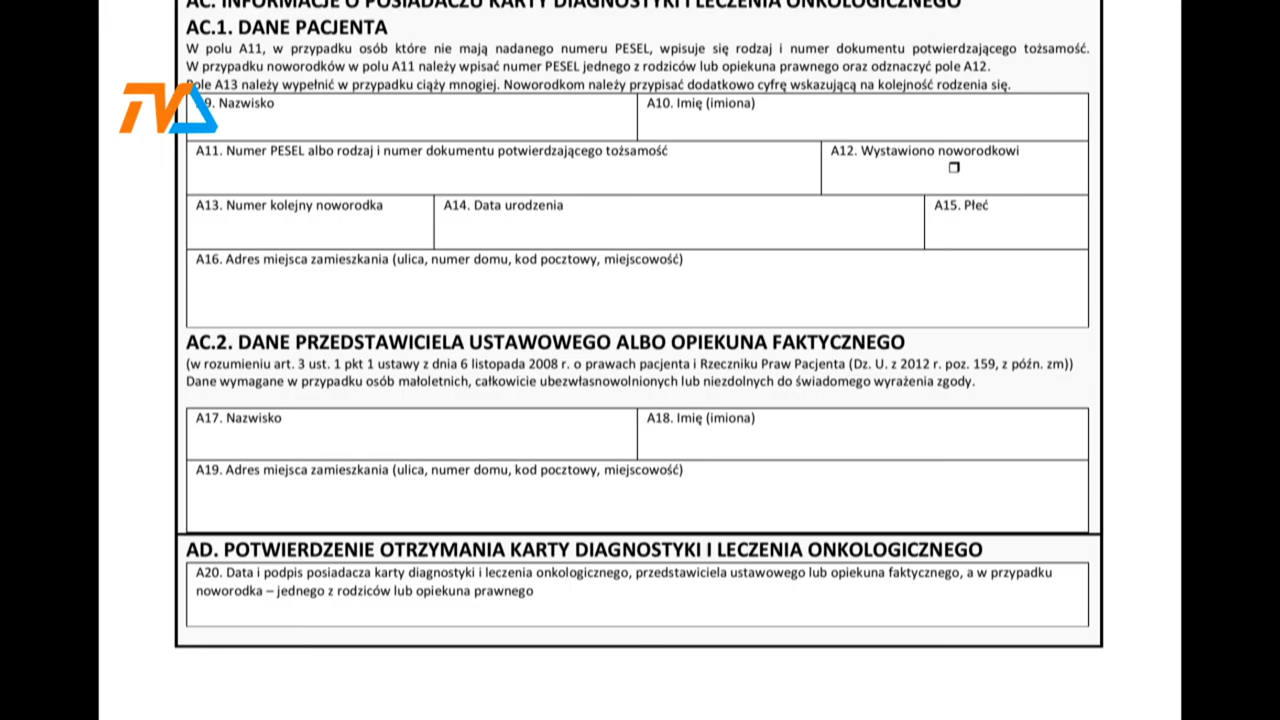 AC. INFORMACJE O POSIADACZU KARTY DIAGNOSTYKI I LECZENIA ONKOLOGICZNEGO
AC.1. DANE PACJENTA
W polu A11, w przypadku osób które nie mają nadanego numeru PESEL, wpisuje się rodzaj i numer dokumentu potwierdzającego tożsamość.
W przypadku noworodków w polu A11 należy wpisać numer PESEL jednego z rodziców lub opiekuna prawnego oraz odznaczyć pole A12.
Pole A13 należy wypełnić w przypadku ciąży mnogiej. Noworodkom należy przypisać dodatkowo cyfrę wskazującą na kolejność rodzenia się.
9. Nazwisko
A10. Imię (imiona)
A11. Numer PESEL albo rodzaj i numer dokumentu potwierdzającego tożsamość
A12. Wystawiono noworodkowi
A13. Numer kolejny noworodka
A14. Data urodzenia
A15. Płeć
A16. Adres miejsca zamieszkania (ulica, numer domu, kod pocztowy, miejscowość)
AC.2. DANE PRZEDSTAWICIELA USTAWOWEGO ALBO OPIEKUNA FAKTYCZNEGO
(w rozumieniu art. 3 ust. 1 pkt 1 ustawy z dnia 6 listopada 2008 r. o prawach pacjenta i Rzeczniku Praw Pacjenta (Dz. U. z 2012 r. poz. 159, z późn. zm))
Dane wymagane w przypadku osób małoletnich, całkowicie ubezwłasnowolnionych lub niezdolnych do świadomego wyrażenia zgody.
A17. Nazwisko
A18. Imię (imiona)
A19. Adres miejsca zamieszkania (ulica, numer domu, kod pocztowy, miejscowość)
AD. POTWIERDZENIE OTRZYMANIA KARTY DIAGNOSTYKI I LECZENIA ONKOLOGICZNEGO
A20. Data i podpis posiadacza karty diagnostyki i leczenia onkologicznego, przedstawiciela ustawowego lub opiekuna faktycznego, a w przypadku
noworodka – jednego z rodziców lub opiekuna prawnego